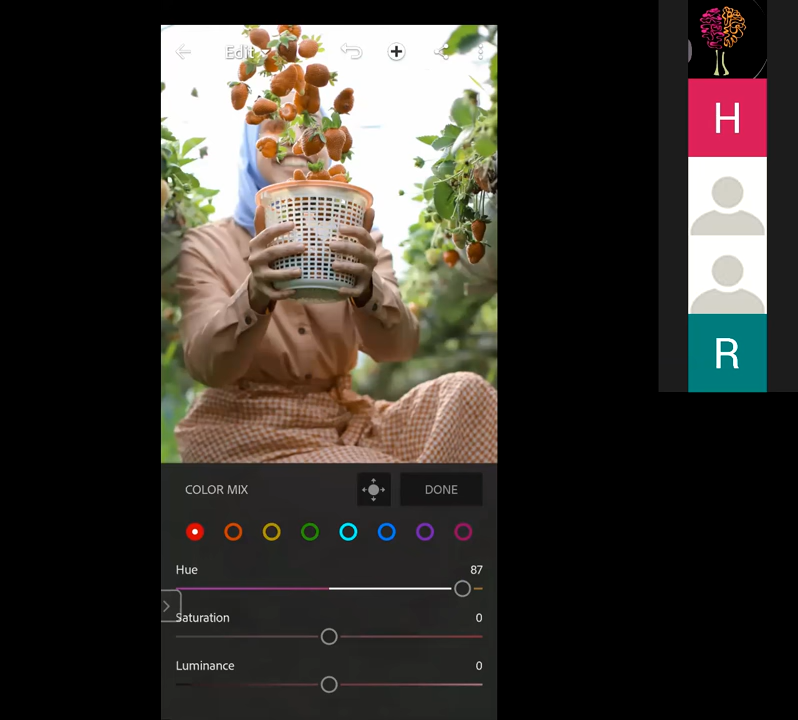 Edit
H
R
COLOR MIX
DONE
Hue 87
Saturation 0
Luminance 0